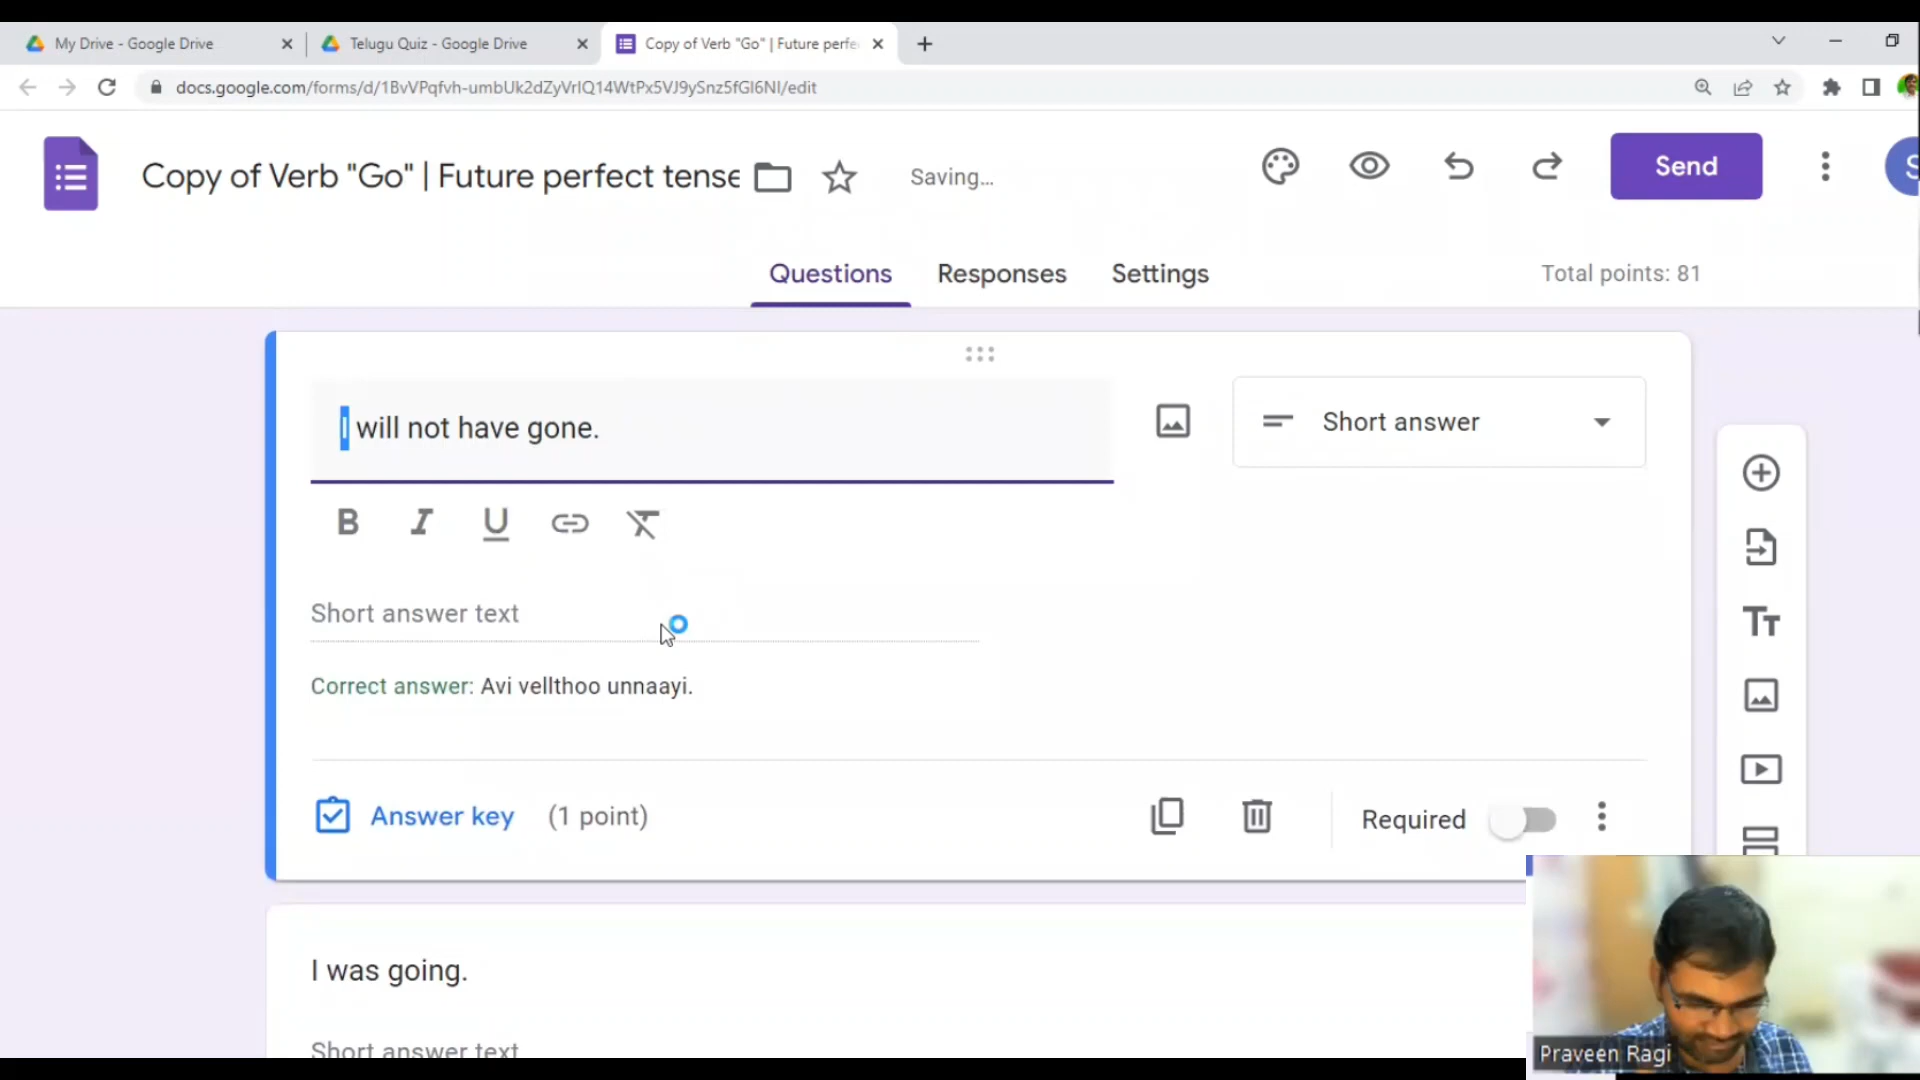 My Drive - Google Drive
Telugu Quiz - Google Drive
Copy of Verb "Go" | Future perfe
docs.google.com/forms/d/1BvVPqfvh-umbUk2dZyVrIQ14WtPx5VJ9ySnz5fGI6NI/edit
Copy of Verb "Go" | Future perfect tense
Saving...
Send
S
Questions
Responses
Settings
Total points: 81
I will not have gone.
Short answer
B I U
Short answer text
Tт
Correct answer: Avi vellthoo unnaayi.
Answer key (1 point)
Required
I was going.
Short answer text
Praveen Ragi